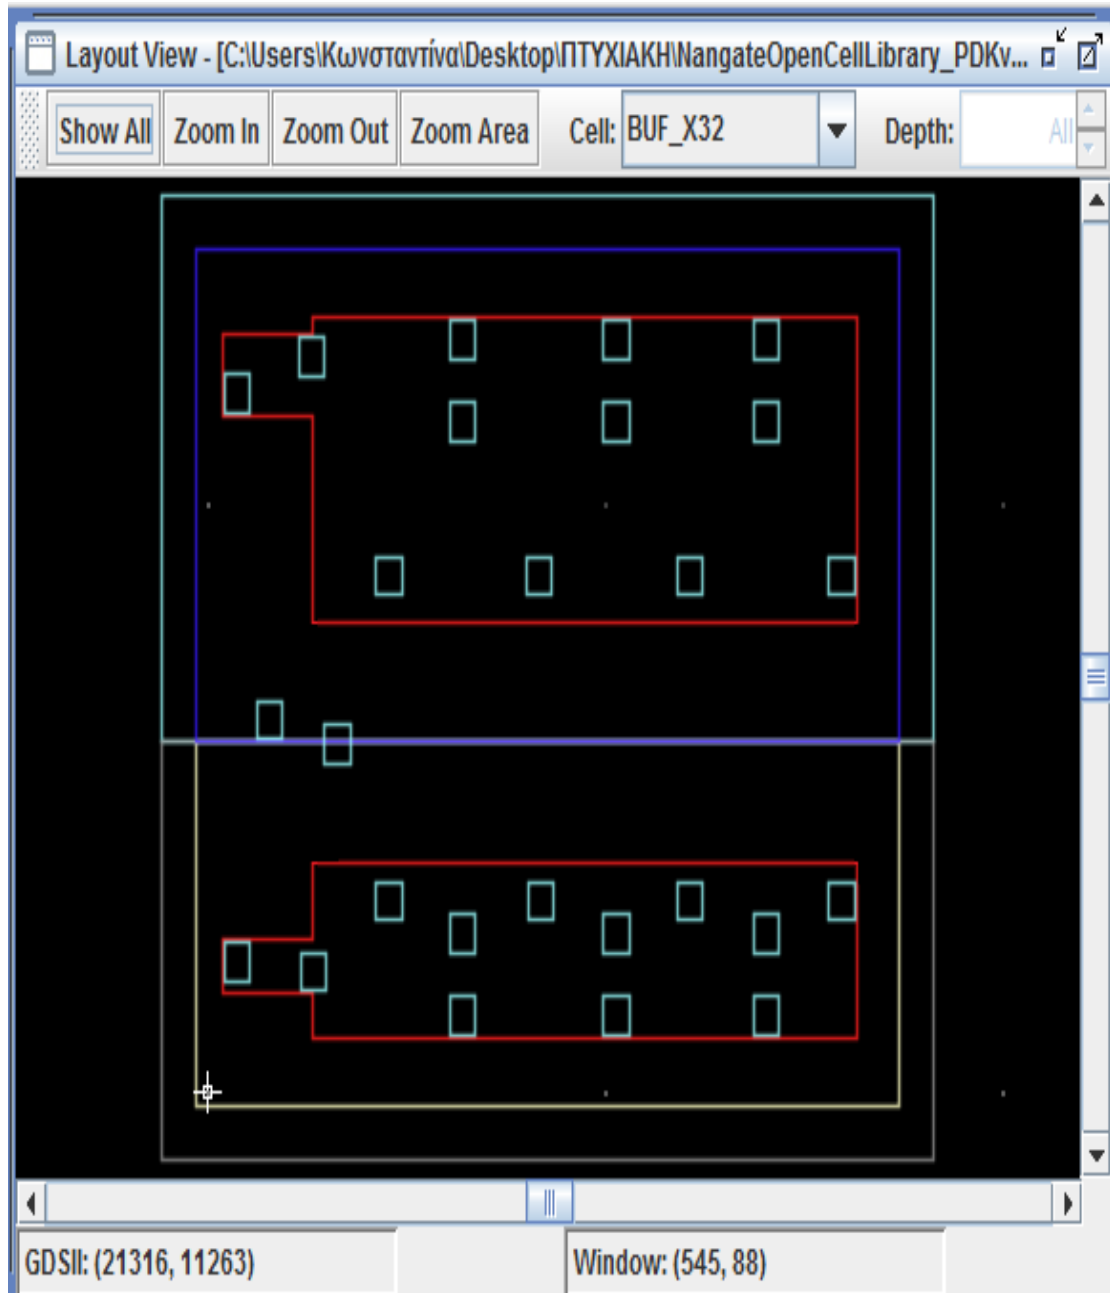 Layout View - [C:\Users\Κωνσταντίνα\Desktop\ΠΤΥΧΙΑΚΗ\NangateOpenCellLibrary_PDKv...
Show All Zoom In Zoom Out Zoom Area Cell: BUF_X32 Depth: All
GDSII: (21316, 11263) Window: (545, 88)